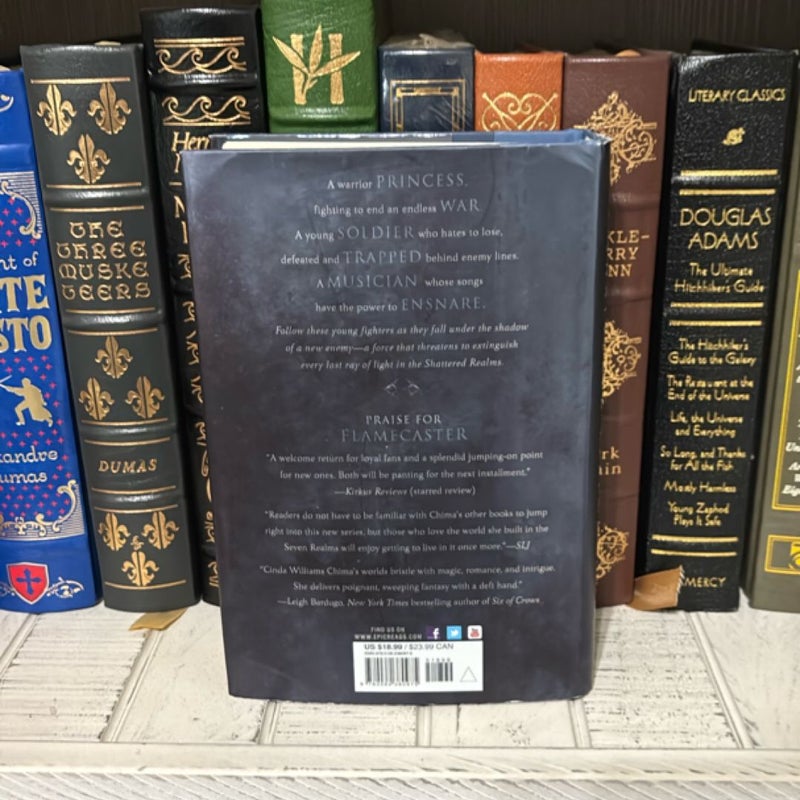 A warrior PRINCESS,
fighting to end an endless WAR.
A young SOLDIER who hates to lose,
defeated and TRAPPED behind enemy lines.
A MUSICIAN whose songs
have the power to ENSNARE.
Follow these young fighters as they fall under the shadow
of a new enemy—a force that threatens to extinguish
every last ray of light in the Shattered Realms.
PRAISE FOR
FLAMECASTER
"A welcome return for loyal fans and a splendid jumping-on point
for new ones. Both will be panting for the next installment."
—Kirkus Reviews (starred review)
"Readers do not have to be familiar with Chima's other books to jump
right into this new series, but those who love the world she built in the
Seven Realms will enjoy getting to live in it once more."—SLJ
"Cinda Williams Chima's worlds bristle with magic, romance, and intrigue.
She delivers poignant, sweeping fantasy with a deft hand."
—Leigh Bardugo, New York Times bestselling author of Six of Crows
FIND US ON
WWW.EPICREADS.COM
US $18.99 / $23.99 CAN
THE
THREE
MUSKE
TEERS
DUMAS
H
LITERARY CLASSICS
DOUGLAS
ADAMS
The Ultimate
Hitchhiker's Guide
The Hitchhiker's
Guide to the Galaxy
The Restaurant at the
End of the Universe
Life, the Universe
and Everything
So Long, and Thanks
for All the Fish
Mostly Harmless
Young Zaphod
Plays It Safe